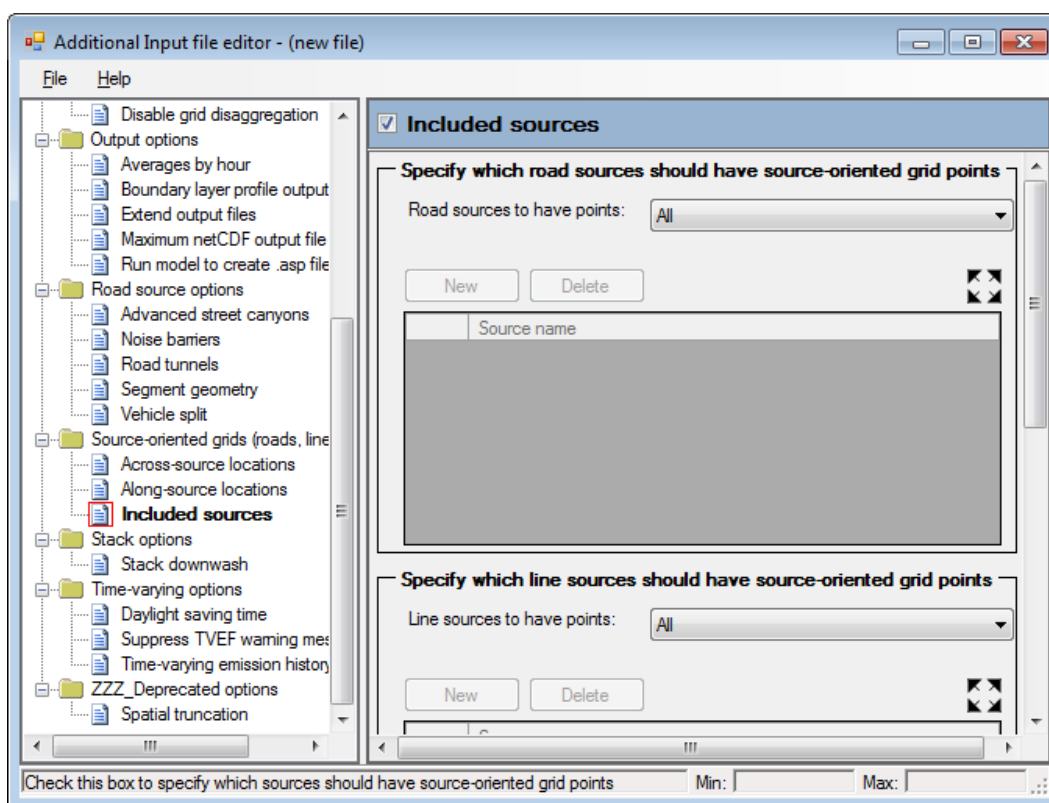 Additional Input file editor - (new file)
File Help
Disable grid disaggregation
Output options
Averages by hour
Boundary layer profile output
Extend output files
Maximum netCDF output file
Run model to create .asp file
Road source options
Advanced street canyons
Noise barriers
Road tunnels
Segment geometry
Vehicle split
Source-oriented grids (roads, line
Across-source locations
Along-source locations
Included sources
Stack options
Stack downwash
Time-varying options
Daylight saving time
Suppress TVEF warning mes
Time-varying emission history
ZZZ_Deprecated options
Spatial truncation
Included sources
Specify which road sources should have source-oriented grid points
Road sources to have points: All
New Delete
Source name
Specify which line sources should have source-oriented grid points
Line sources to have points: All
New Delete
Check this box to specify which sources should have source-oriented grid points Min: Max: